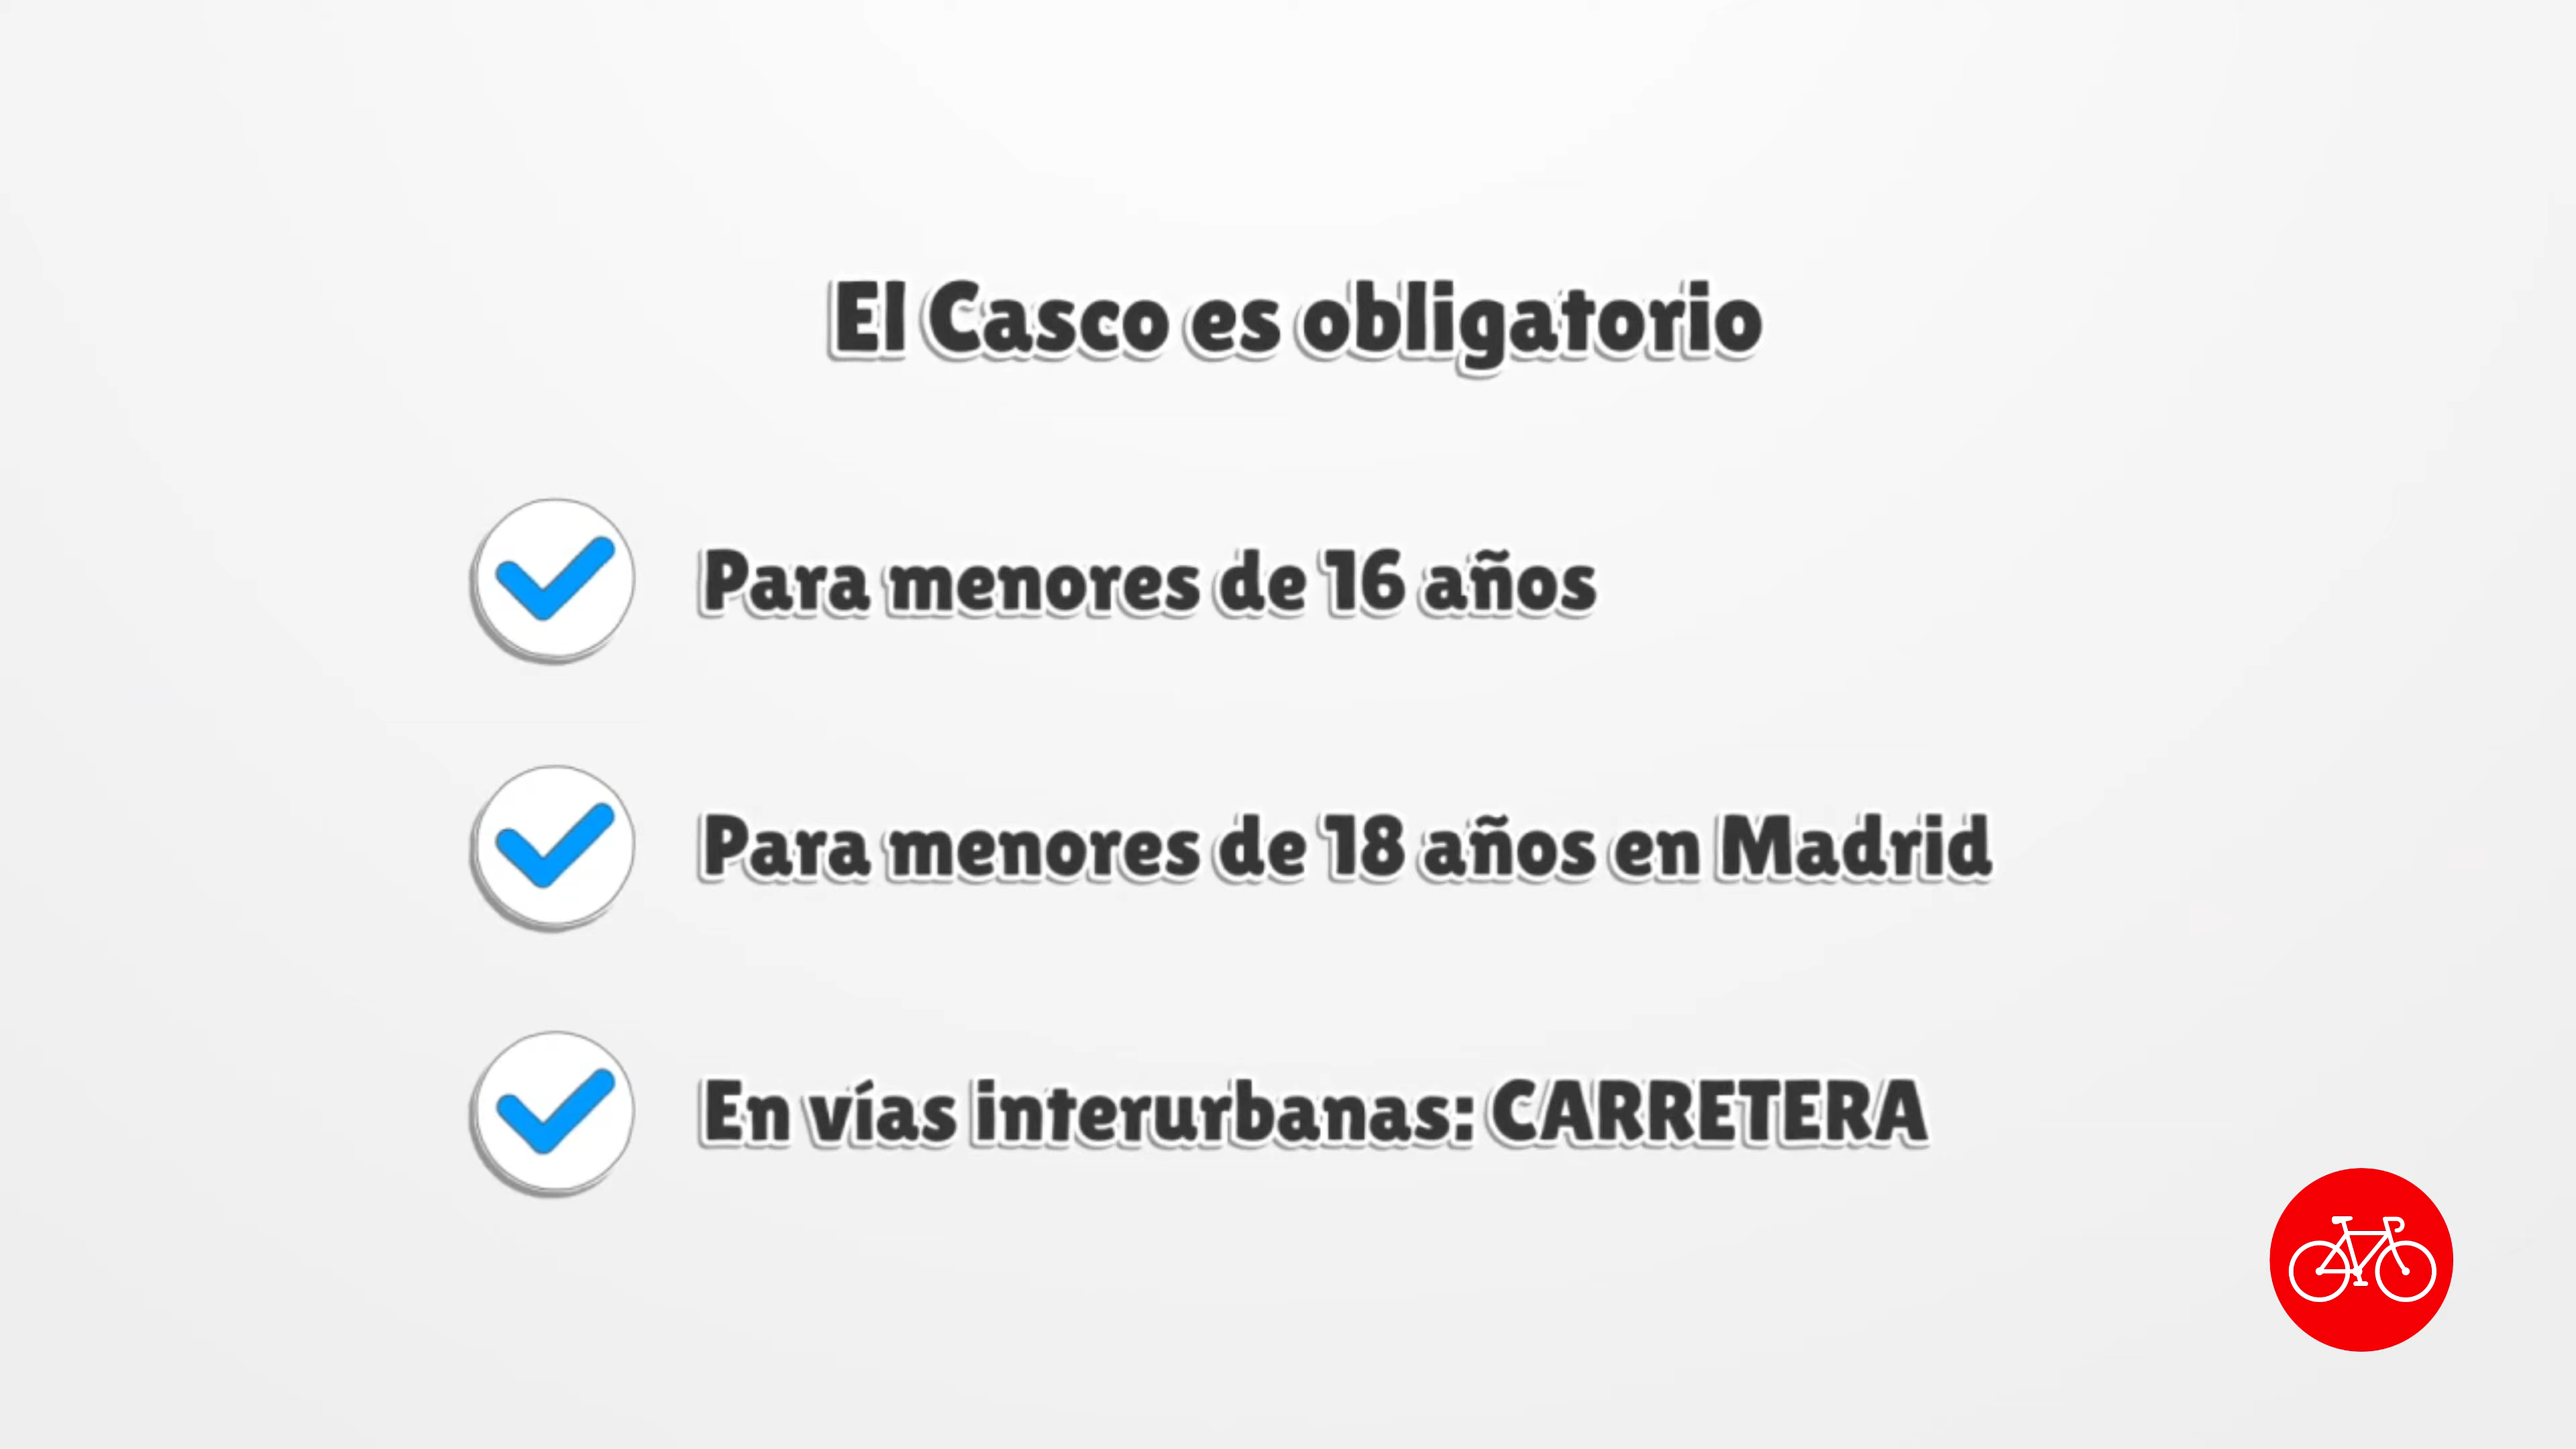 El Casco es obligatorio
Para menores de 16 años
Para menores de 18 años en Madrid
En vías interurbanas: CARRETERA